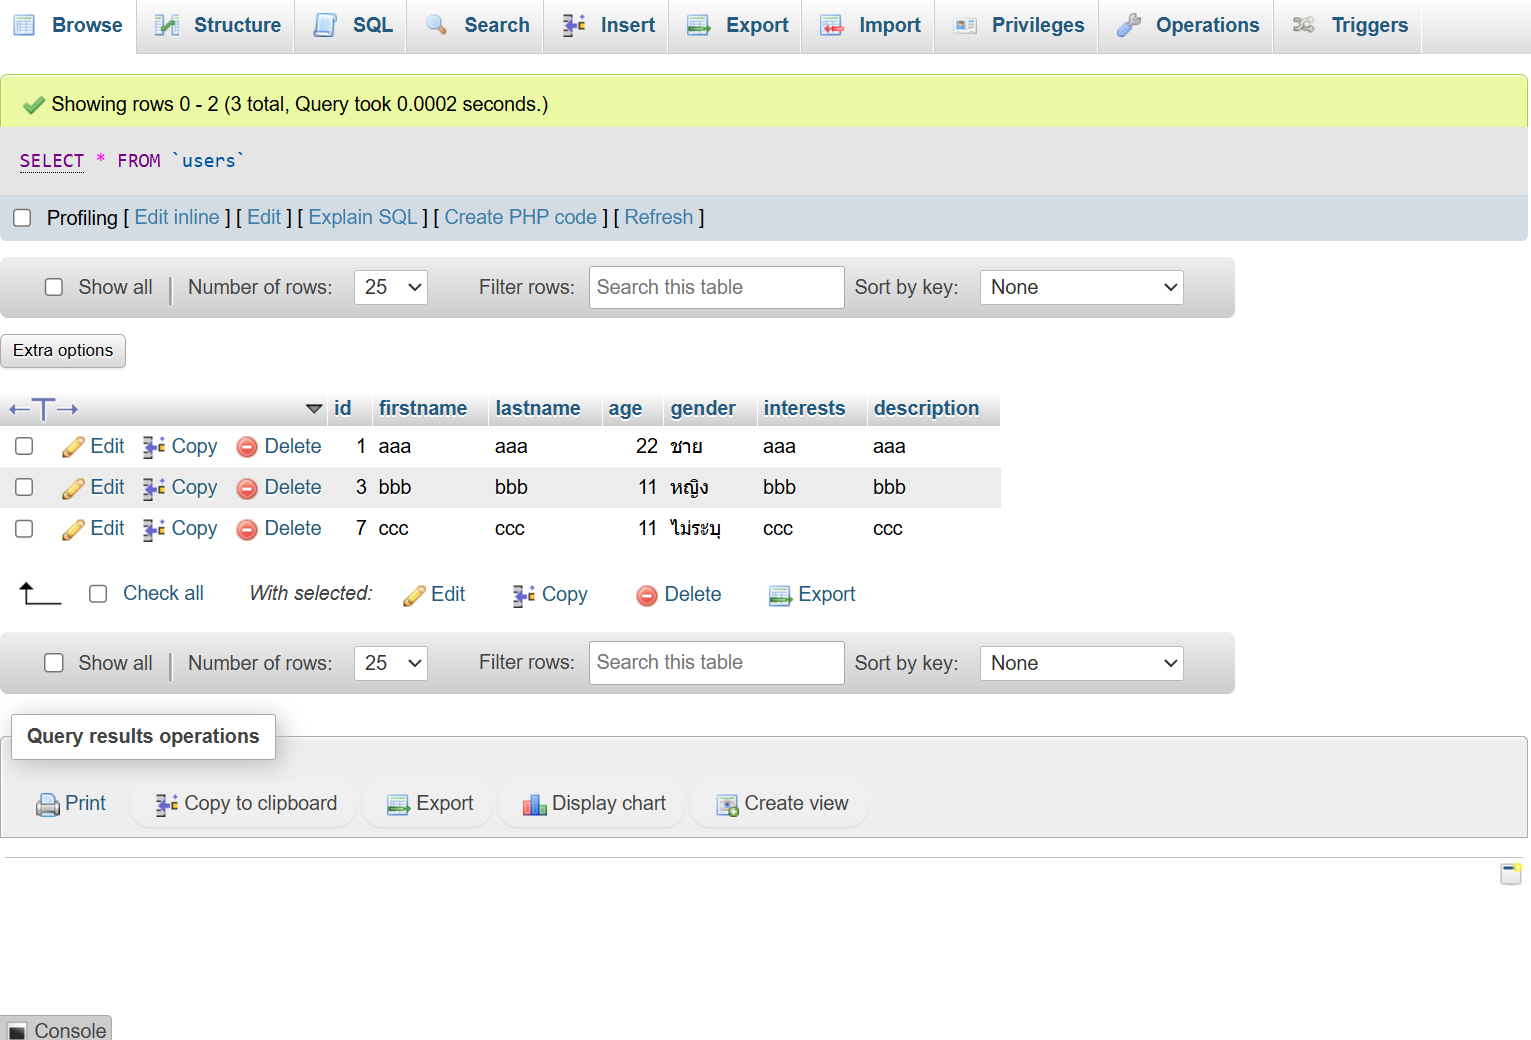 Browse Structure SQL Search Insert Export Import Privileges Operations Triggers
Showing rows 0 - 2 (3 total, Query took 0.0002 seconds.)
SELECT * FROM `users`
Profiling [ Edit inline ] [ Edit ] [ Explain SQL ] [ Create PHP code ] [ Refresh ]
Show all | Number of rows: 25 Filter rows: Search this table Sort by key: None
Extra options
id firstname lastname age gender interests description
Edit Copy Delete 1 aaa aaa 22 ชาย aaa aaa
Edit Copy Delete 3 bbb bbb 11 หญิง bbb bbb
Edit Copy Delete 7 ccc ccc 11 ไม่ระบุ ccc ccc
Check all With selected: Edit Copy Delete Export
Show all | Number of rows: 25 Filter rows: Search this table Sort by key: None
Query results operations
Print Copy to clipboard Export Display chart Create view
Console